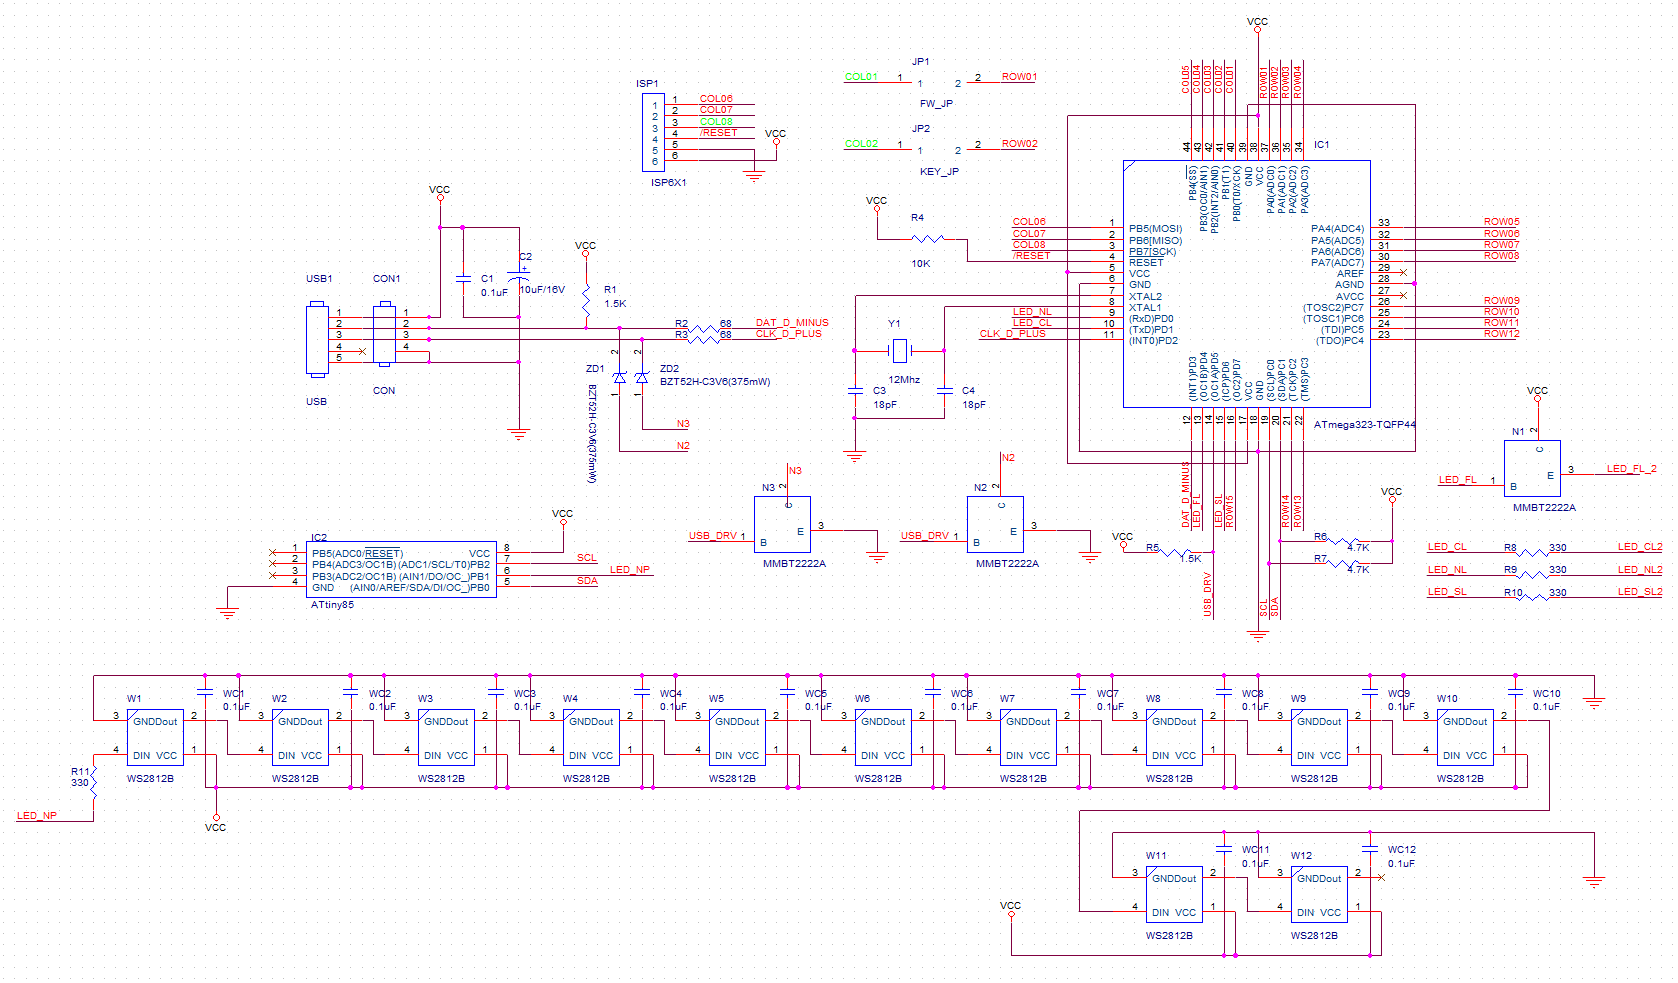 VCC
JP1
COL01 1 1 2 2 ROW01
FW_JP
JP2
COL02 1 1 2 2 ROW02
KEY_JP
ISP1
1 1 COL06
2 2 COL07
3 3 COL08
4 4 /RESET
5 5
6 6
VCC
ISP6X1
COL05
COL04
COL03
COL02
COL01
ROW01
ROW02
ROW03
ROW04
44
43
42
41
40
39
38
37
36
35
34
IC1
PB4(SS)
PB3(OC0/AIN1)
PB2(INT2/AIN0)
PB1(T1)
PB0(T0/XCK)
GND
VCC
PA0(ADC0)
PA1(ADC1)
PA2(ADC2)
PA3(ADC3)
COL06 1 PB5(MOSI)
COL07 2 PB6[MISO)
COL08 3 PB7[SCK)
/RESET 4 RESET
5 VCC
6 GND
7 XTAL2
8 XTAL1
LED_NL 9 (RxD)PD0
LED_CL 10 (TxD)PD1
CLK_D_PLUS 11 (INT0)PD2
PA4(ADC4) 33 ROW05
PA5(ADC5) 32 ROW06
PA6(ADC6) 31 ROW07
PA7(ADC7) 30 ROW08
AREF 29
AGND 28
AVCC 27
(TOSC2)PC7 26 ROW09
(TOSC1)PC6 25 ROW10
(TDI)PC5 24 ROW11
(TDO)PC4 23 ROW12
(INT1)PD3
(OC1B)PD4
(OC1A)PD5
(ICP)PD6
(OC2)PD7
VCC
GND
(SCL)PC0
(SDA)PC1
(TCK)PC2
(TMS)PC3
12
13
14
15
16
17
18
19
20
21
22
ATmega323-TQFP44
DAT_D_MINUS
LED_FL
LED_SL
ROW15
ROW14
ROW13
VCC
R4
10K
VCC
C1
0.1uF
C2
+
10uF/16V
VCC
R1
1.5K
USB1
CON1
1 1
2 2
3 3
4 4
5
USB
CON
R2 68 DAT_D_MINUS
R3 68 CLK_D_PLUS
2
2
ZD1
ZD2
BZT52H-C3V6(375mW)
1
1
BZT52H-C3V6(375mW)
N3
N2
Y1
12Mhz
C3
18pF
C4
18pF
N3
N3 2
C
USB_DRV 1 B
E 3
MMBT2222A
N2
N2 2
C
USB_DRV 1 B
E 3
MMBT2222A
VCC
N1 2
C
LED_FL 1 B
E 3 LED_FL_2
MMBT2222A
VCC
R5
1.5K
USB_DRV
SCL
SDA
VCC
R6
4.7K
R7
4.7K
LED_CL R8 330 LED_CL2
LED_NL R9 330 LED_NL2
LED_SL R10 330 LED_SL2
VCC
IC2
1 PB5(ADC0/RESET) VCC 8
2 PB4(ADC3/OC1B) (ADC1/SCL/T0)PB2 7 SCL
3 PB3(ADC2/OC1B) (AIN1/DO/OC_)PB1 6 LED_NP
4 GND (AIN0/AREF/SDA/DI/OC_)PB0 5 SDA
ATtiny85
W1 WC1 W2 WC2 W3 WC3 W4 WC4 W5 WC5 W6 WC6 W7 WC7 W8 WC8 W9 WC9 W10 WC10
0.1uF 0.1uF 0.1uF 0.1uF 0.1uF 0.1uF 0.1uF 0.1uF 0.1uF 0.1uF
3 GNDDout 2 3 GNDDout 2 3 GNDDout 2 3 GNDDout 2 3 GNDDout 2 3 GNDDout 2 3 GNDDout 2 3 GNDDout 2 3 GNDDout 2 3 GNDDout 2
4 DIN VCC 1 4 DIN VCC 1 4 DIN VCC 1 4 DIN VCC 1 4 DIN VCC 1 4 DIN VCC 1 4 DIN VCC 1 4 DIN VCC 1 4 DIN VCC 1 4 DIN VCC 1
WS2812B WS2812B WS2812B WS2812B WS2812B WS2812B WS2812B WS2812B WS2812B WS2812B
R11
330
LED_NP
VCC
W11 WC11 W12 WC12
0.1uF 0.1uF
3 GNDDout 2 3 GNDDout 2
4 DIN VCC 1 4 DIN VCC 1
WS2812B WS2812B
VCC